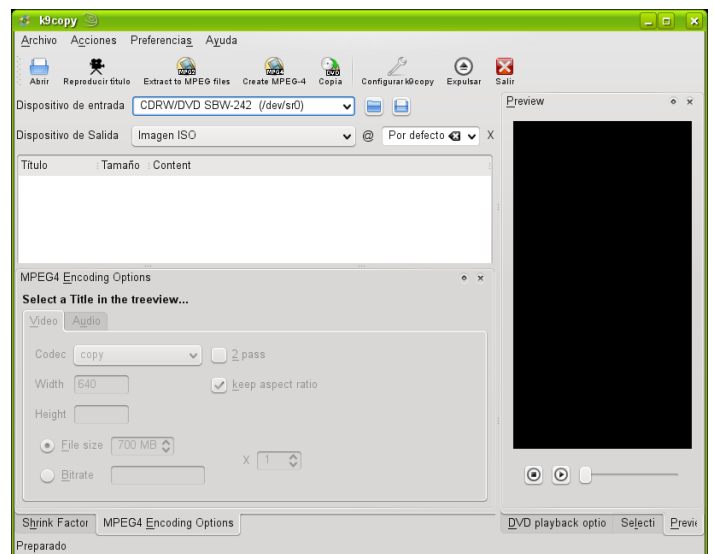 k9copy
Archivo Acciones Preferencias Ayuda
Abrir Reproducir título Extract to MPEG files Create MPEG-4 Copia Configurar k9copy Expulsar Salir
Dispositivo de entrada CDRW/DVD SBW-242 (/dev/sr0)
Dispositivo de Salida Imagen ISO @ Por defecto X
Título Tamaño Content
MPEG4 Encoding Options
Select a Title in the treeview...
Video Audio
Codec copy 2 pass
Width 640 keep aspect ratio
Height
File size 700 MB X 1
Bitrate
Shrink Factor MPEG4 Encoding Options
Preview
DVD playback optio Selecti Previe
Preparado